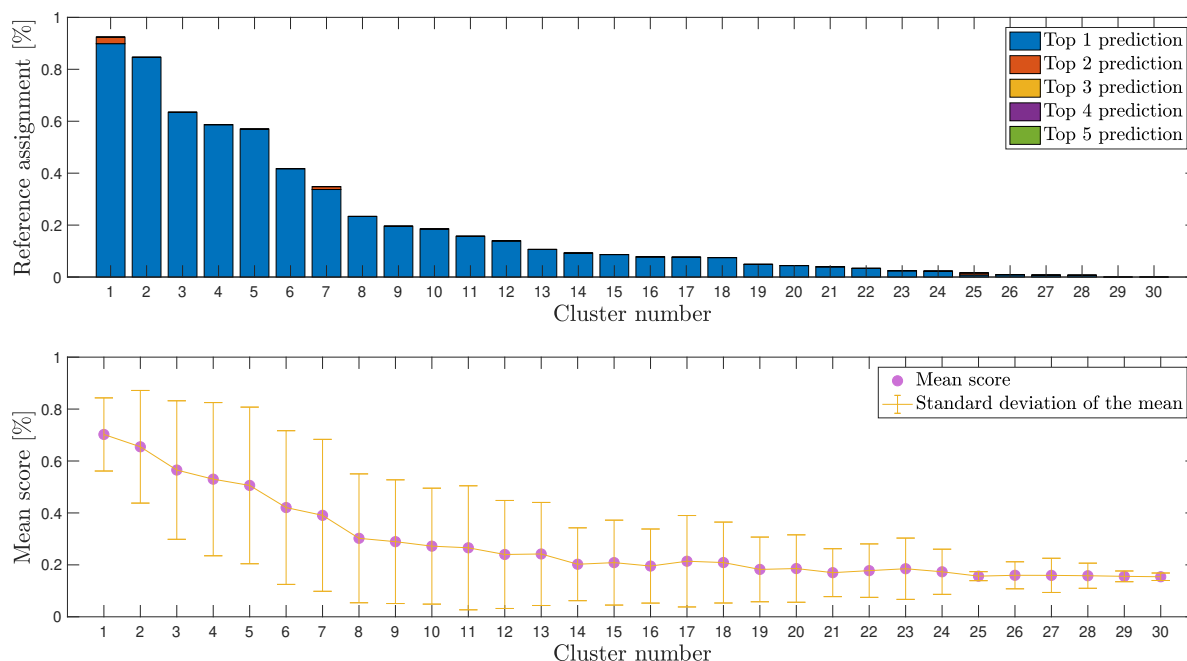 1
0.8
0.6
0.4
0.2
0
Reference assignment [%]
Top 1 prediction
Top 2 prediction
Top 3 prediction
Top 4 prediction
Top 5 prediction
1 2 3 4 5 6 7 8 9 10 11 12 13 14 15 16 17 18 19 20 21 22 23 24 25 26 27 28 29 30
Cluster number
1
0.8
0.6
0.4
0.2
0
Mean score [%]
Mean score
Standard deviation of the mean
1 2 3 4 5 6 7 8 9 10 11 12 13 14 15 16 17 18 19 20 21 22 23 24 25 26 27 28 29 30
Cluster number